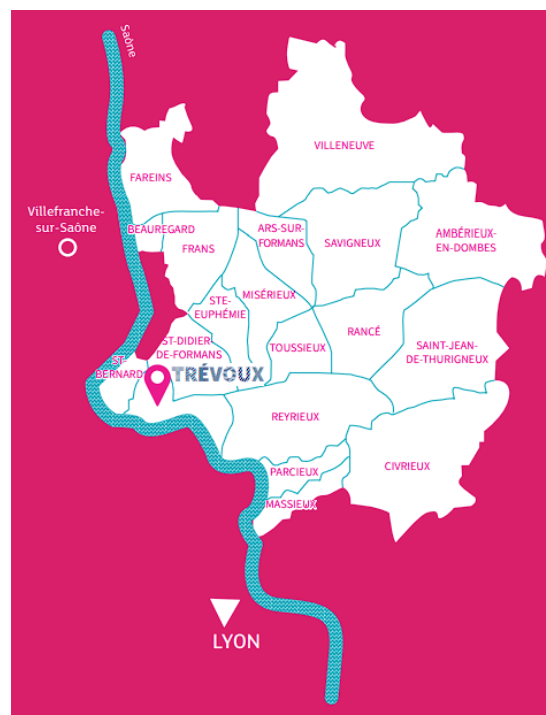 Saône
VILLENEUVE
FAREINS
Villefranche-
sur-Saône
BEAUREGARD
FRANS
ARS-SUR-
FORMANS
SAVIGNEUX
AMBÉRIEUX-
EN-DOMBES
STE-
EUPHÉMIE
MISÉRIEUX
ST-DIDIER
DE-FORMANS
TOUSSIEUX
RANCÉ
SAINT-JEAN-
DE-THURIGNEUX
ST-
BERNARD
TRÉVOUX
REYRIEUX
PARCIEUX
CIVRIEUX
MASSIEUX
LYON